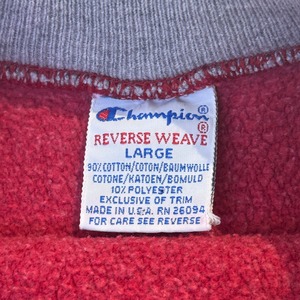 Champion®
REVERSE WEAVE®
LARGE
90% COTTON/COTON/BAUMWOLLE
COTONE/KATOEN/BOMULD
10% POLYESTER
EXCLUSIVE OF TRIM
MADE IN U.S.A. RN 26094
FOR CARE SEE REVERSE